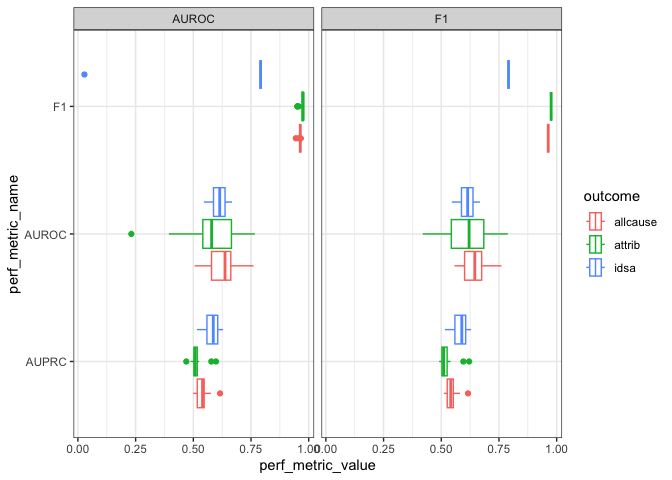 AUROC
F1
perf_metric_name
F1
AUROC
AUPRC
0.00
0.25
0.50
0.75
1.00
0.00
0.25
0.50
0.75
1.00
perf_metric_value
outcome
allcause
attrib
idsa